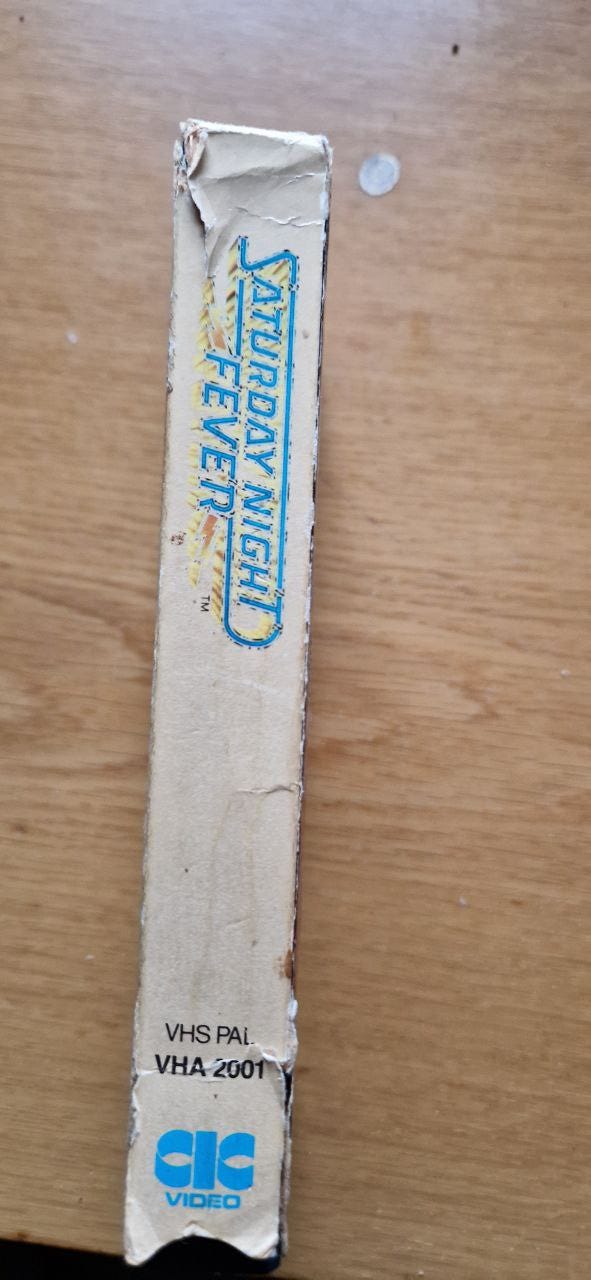 SATURDAY NIGHT
FEVER
TM
VHS PAL
VHA 2001
CIC
VIDEO